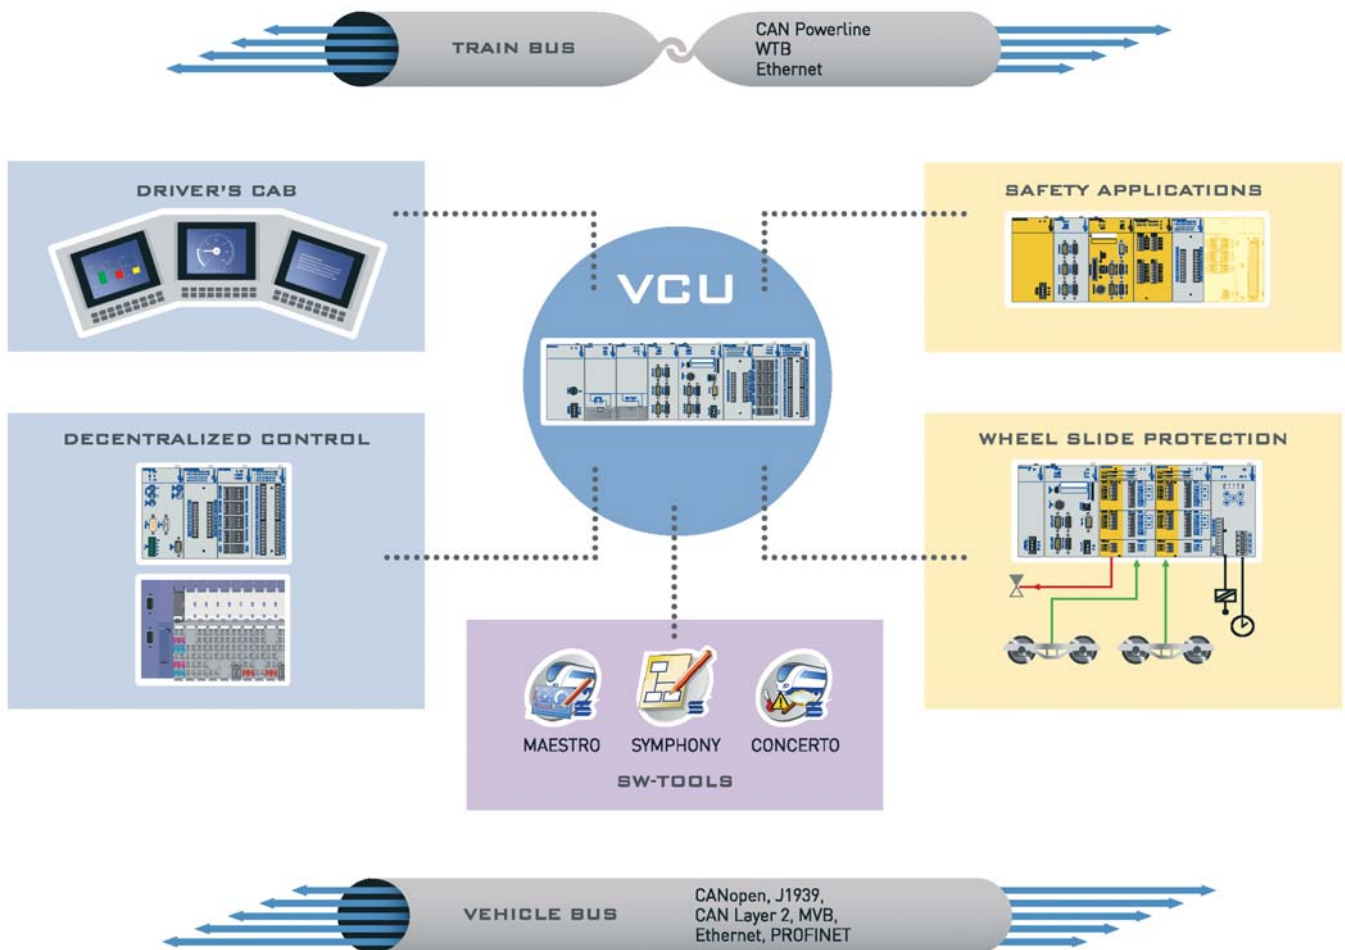 TRAIN BUS
CAN Powerline
WTB
Ethernet
DRIVER'S CAB
SAFETY APPLICATIONS
VCU
DECENTRALIZED CONTROL
WHEEL SLIDE PROTECTION
MAESTRO
SYMPHONY
CONCERTO
SW-TOOLS
VEHICLE BUS
CANopen, J1939,
CAN Layer 2, MVB,
Ethernet, PROFINET